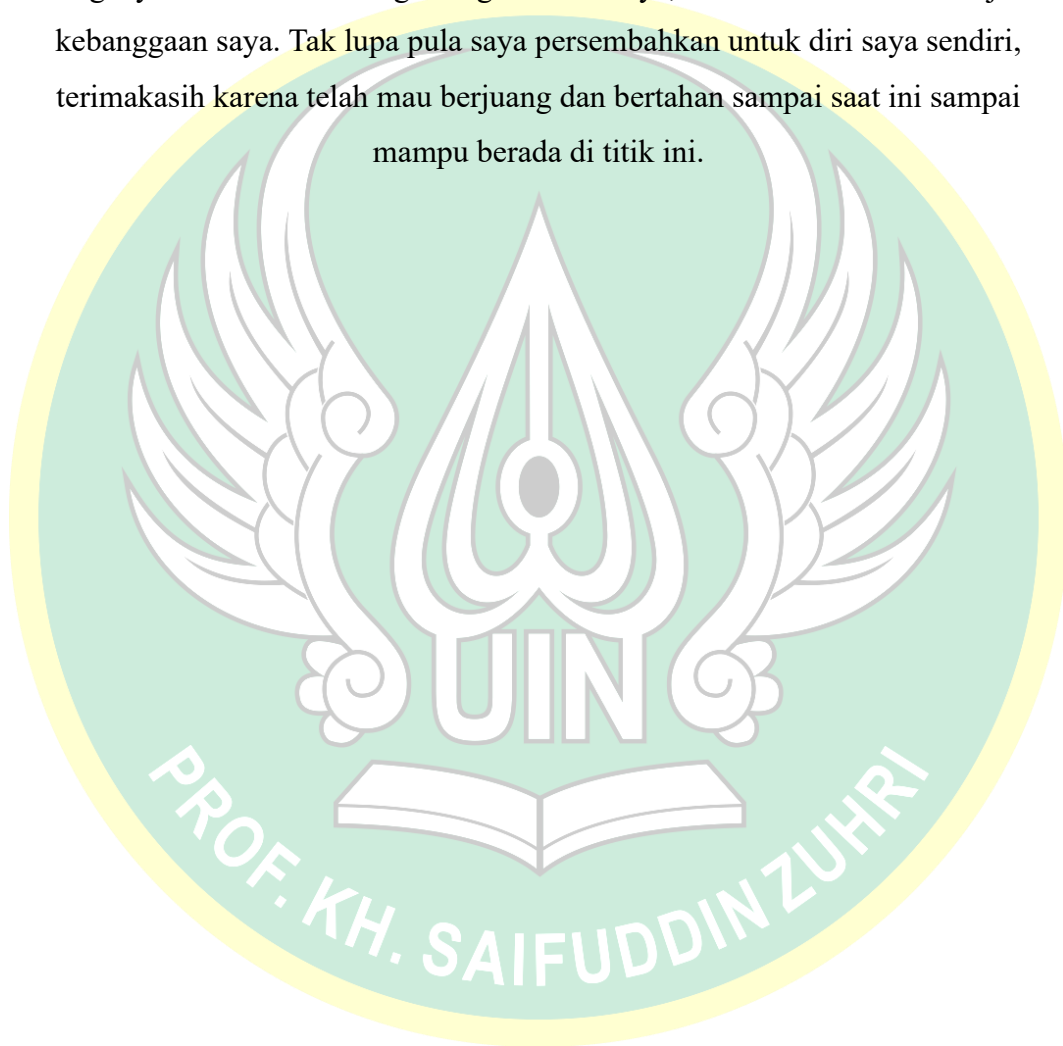 kebanggaan saya. Tak lupa pula saya persembahkan untuk diri saya sendiri,
terimakasih karena telah mau berjuang dan bertahan sampai saat ini sampai
mampu berada di titik ini.
UIN
PROF. KH. SAIFUDDIN ZUHRI